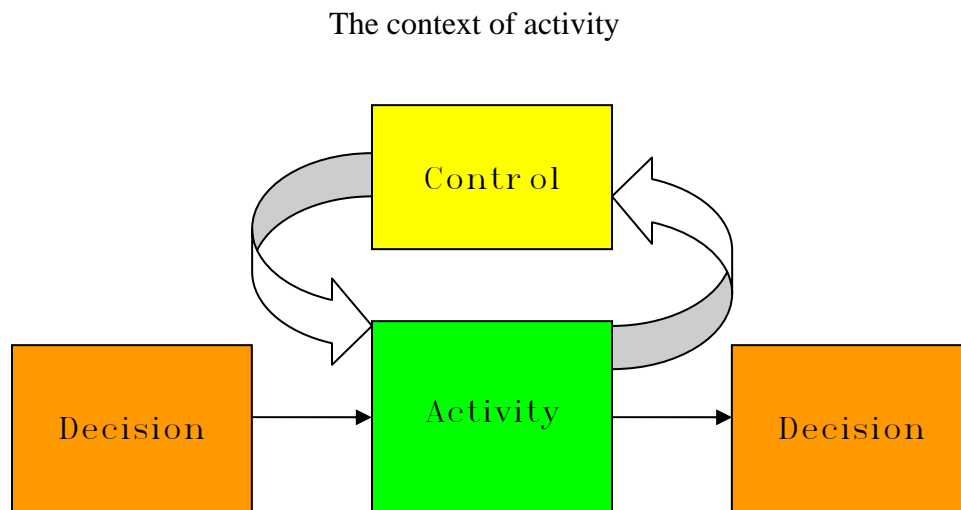 The context of activity
Control
Decision
Activity
Decision